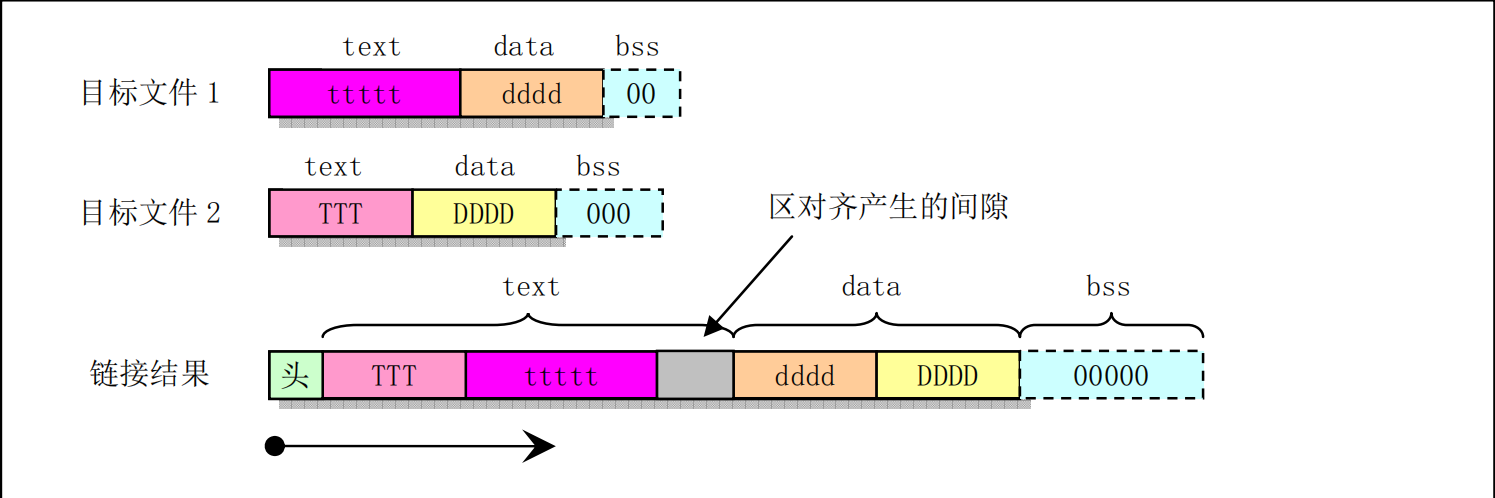 text data bss
目标文件 1 ttttt dddd 00
text data bss
目标文件 2 TTT DDDD 000
区对齐产生的间隙
text data bss
链接结果 头 TTT ttttt dddd DDDD 00000